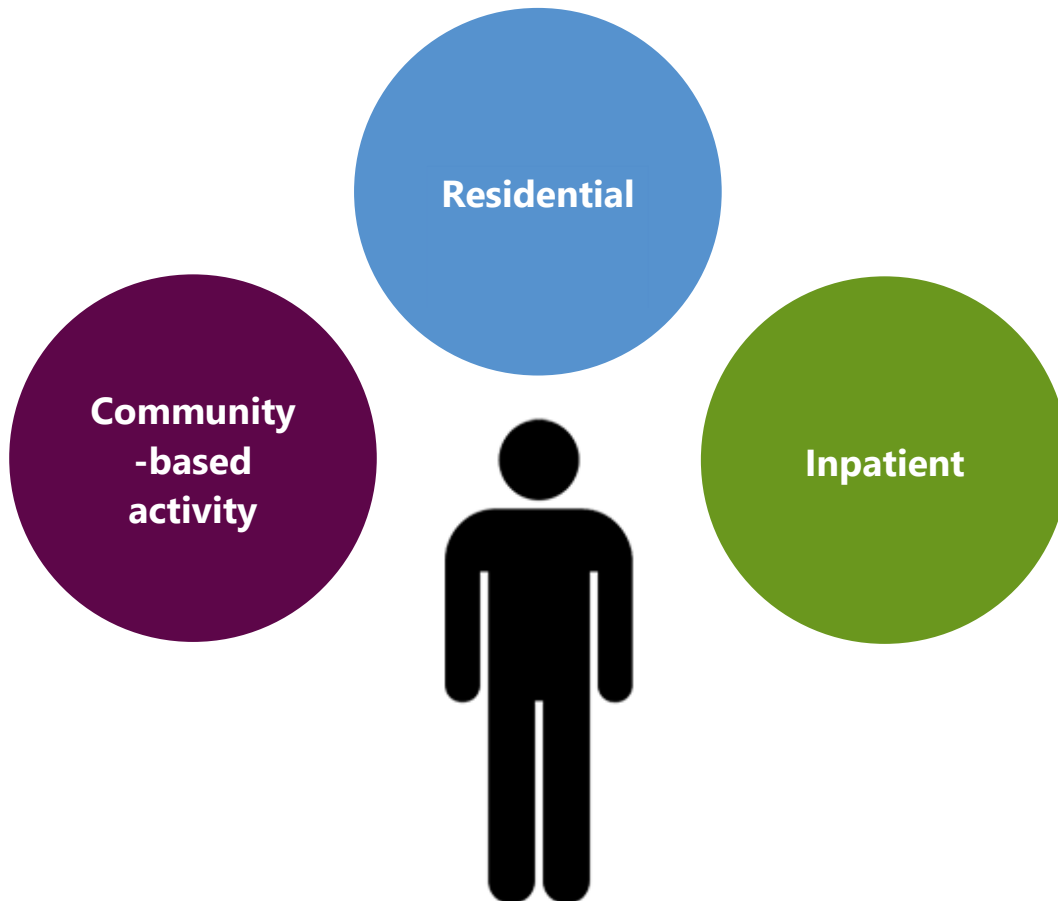 Residential
Community
-based
activity
Inpatient